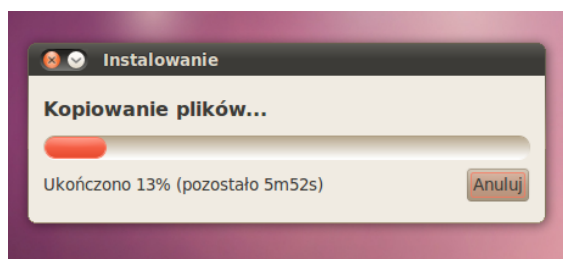 Instalowanie
Kopiowanie plików...
Ukończono 13% (pozostało 5m52s)
Anuluj